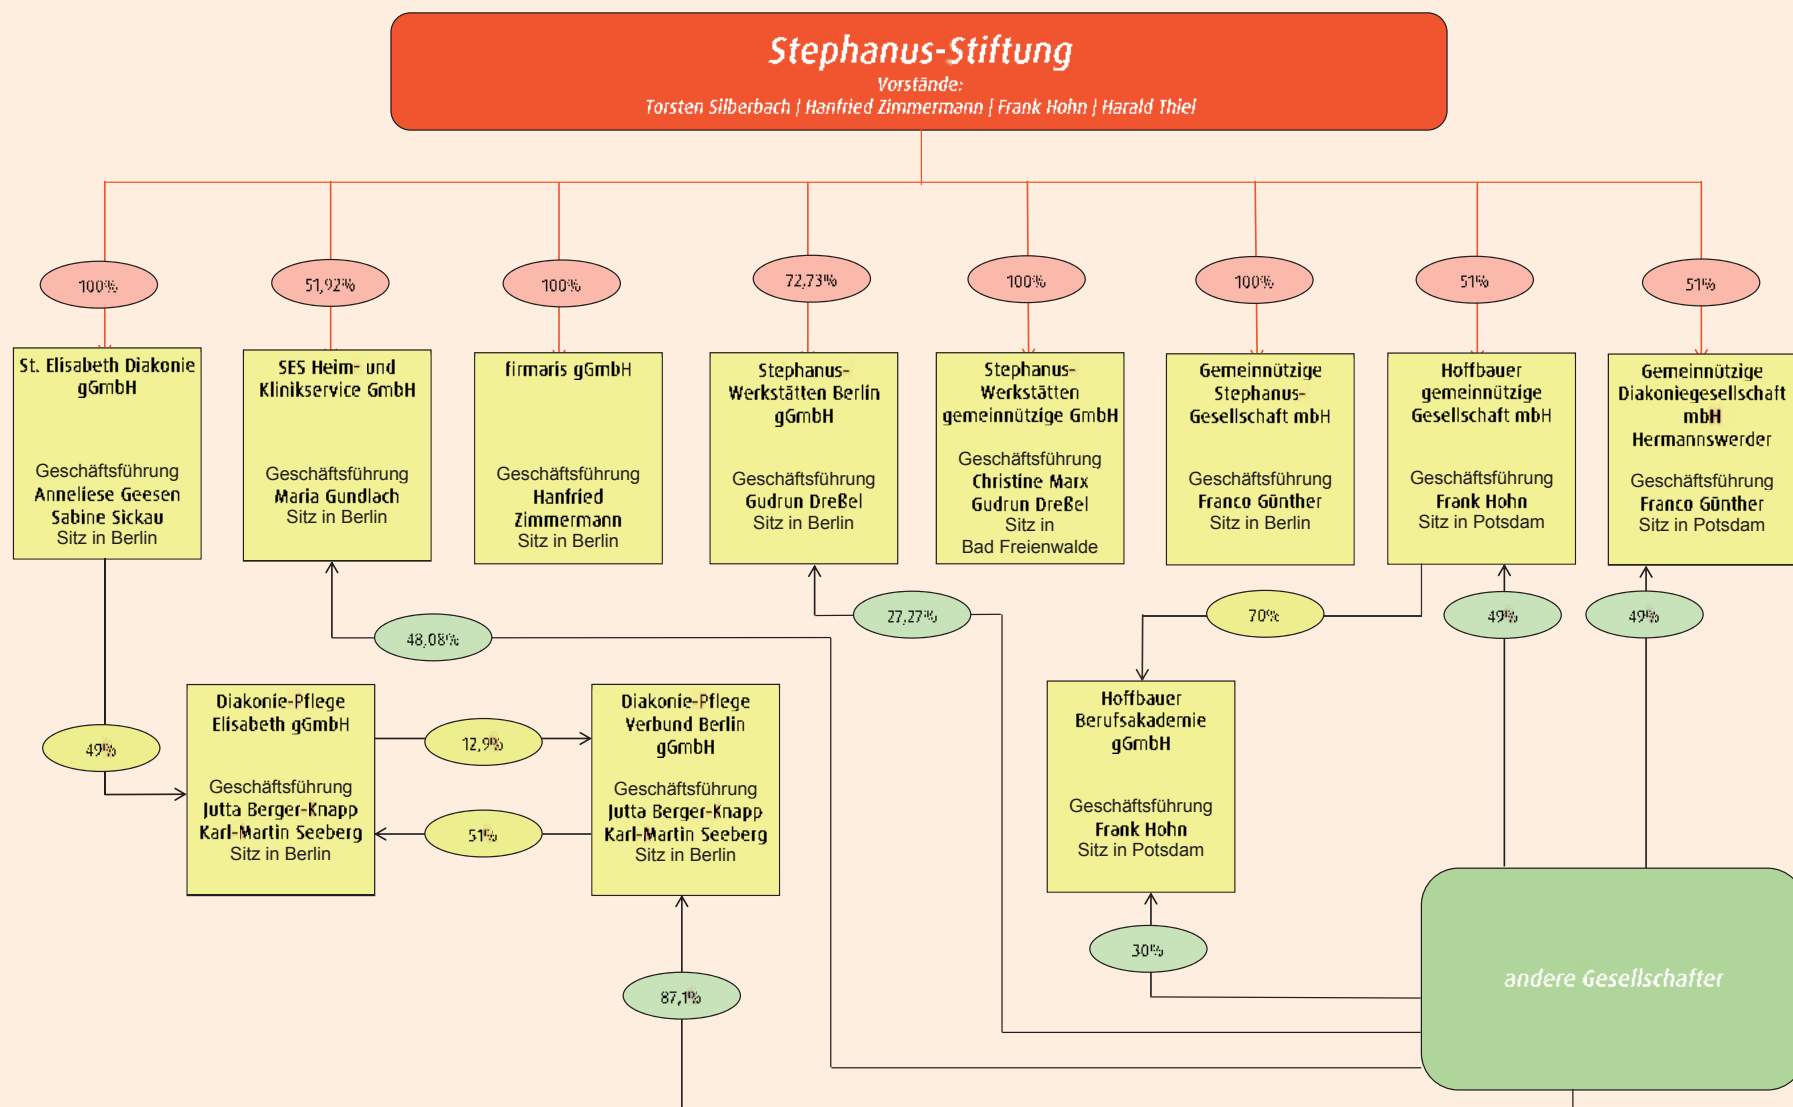 Stephanus-Stiftung
Vorstände:
Torsten Silberbach | Hanfried Zimmermann | Frank Hohn | Harald Thiel
100%
51,92%
100%
72,73%
100%
100%
51%
51%
St. Elisabeth Diakonie
gGmbH
Geschäftsführung
Anneliese Geesen
Sabine Sickau
Sitz in Berlin
SES Heim- und
Klinikservice GmbH
Geschäftsführung
Maria Gundlach
Sitz in Berlin
firmaris gGmbH
Geschäftsführung
Hanfried
Zimmermann
Sitz in Berlin
Stephanus-
Werkstätten Berlin
gGmbH
Geschäftsführung
Gudrun Dreßel
Sitz in Berlin
Stephanus-
Werkstätten
gemeinnützige GmbH
Geschäftsführung
Christine Marx
Gudrun Dreßel
Sitz in
Bad Freienwalde
Gemeinnützige
Stephanus-
Gesellschaft mbH
Geschäftsführung
Franco Günther
Sitz in Berlin
Hoffbauer
gemeinnützige
Gesellschaft mbH
Geschäftsführung
Frank Hohn
Sitz in Potsdam
Gemeinnützige
Diakoniegesellschaft
mbH
Hermannswerder
Geschäftsführung
Franco Günther
Sitz in Potsdam
48,08%
27,27%
70%
49%
49%
49%
Diakonie-Pflege
Elisabeth gGmbH
Geschäftsführung
Jutta Berger-Knapp
Karl-Martin Seeberg
Sitz in Berlin
12,9%
51%
Diakonie-Pflege
Verbund Berlin
gGmbH
Geschäftsführung
Jutta Berger-Knapp
Karl-Martin Seeberg
Sitz in Berlin
Hoffbauer
Berufsakademie
gGmbH
Geschäftsführung
Frank Hohn
Sitz in Potsdam
30%
87,1%
andere Gesellschafter